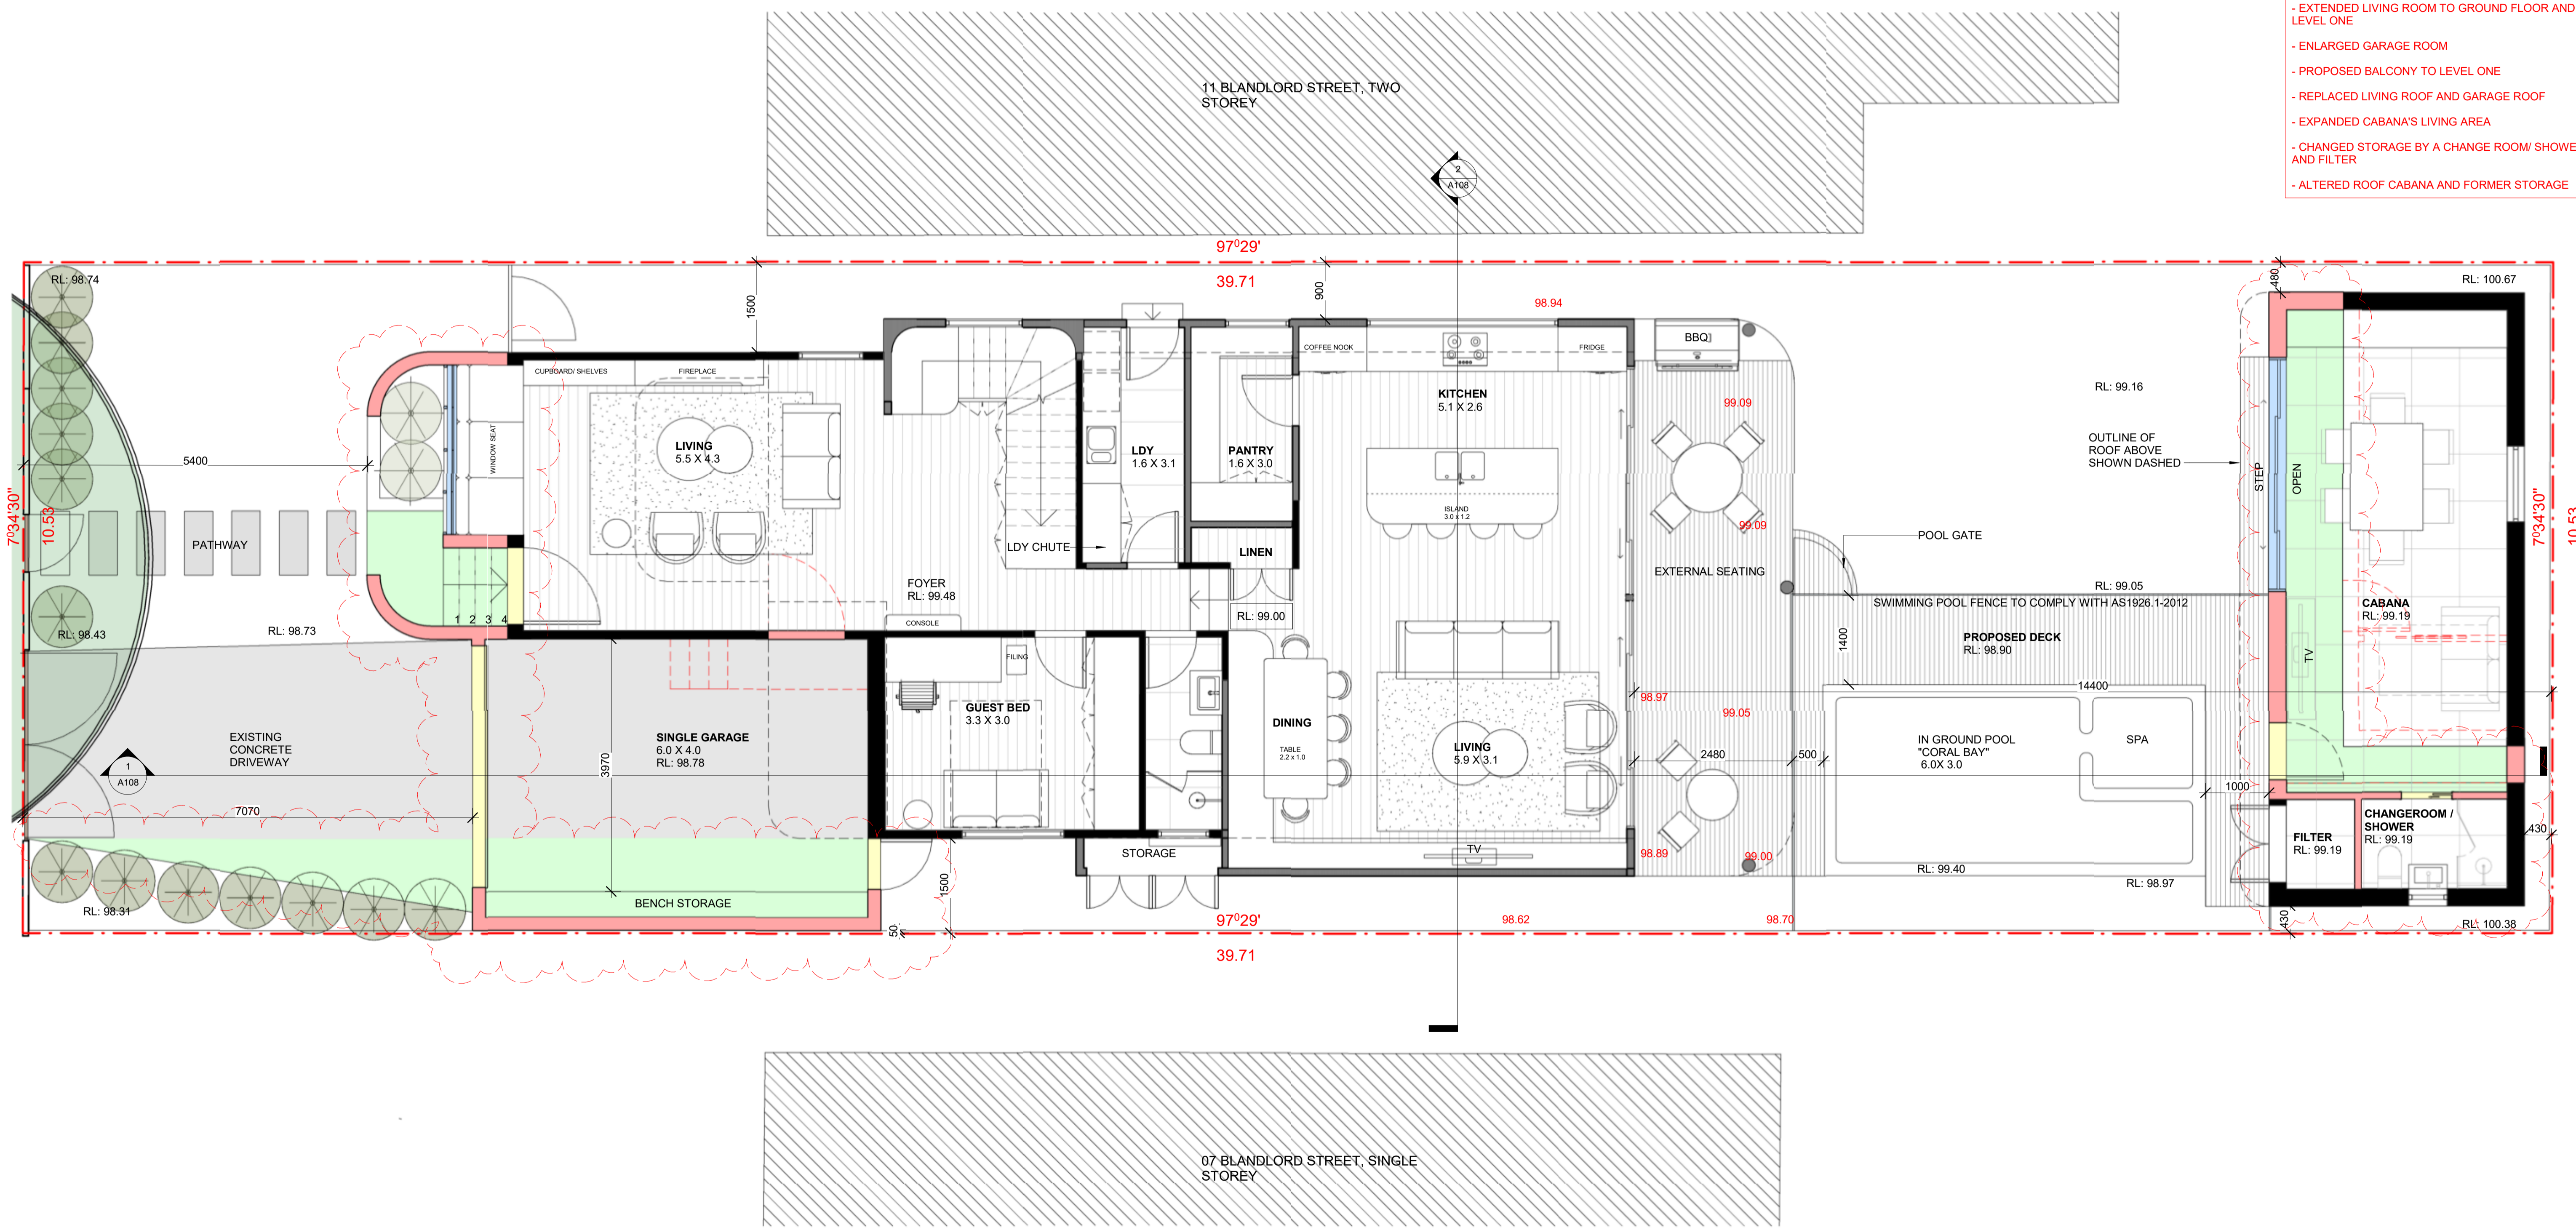 - EXTENDED LIVING ROOM TO GROUND FLOOR AND
LEVEL ONE
- ENLARGED GARAGE ROOM
- PROPOSED BALCONY TO LEVEL ONE
- REPLACED LIVING ROOF AND GARAGE ROOF
- EXPANDED CABANA'S LIVING AREA
- CHANGED STORAGE BY A CHANGE ROOM/ SHOWE
AND FILTER
- ALTERED ROOF CABANA AND FORMER STORAGE
11 BLANDLORD STREET, TWO
STOREY
2
A108
97⁰29'
39.71
RL: 98.74
1500
900
98.94
480
RL: 100.67
BBQ
COFFEE NOOK
FRIDGE
CUPBOARD/ SHELVES
FIREPLACE
KITCHEN
5.1 X 2.6
99.09
RL: 99.16
OUTLINE OF
ROOF ABOVE
SHOWN DASHED
STEP
OPEN
WINDOW SEAT
LIVING
5.5 X 4.3
LDY
1.6 X 3.1
PANTRY
1.6 X 3.0
5400
7⁰34'30"
10.53
ISLAND
3.0 x 1.2
99.09
7⁰34'30"
10.53
PATHWAY
LDY CHUTE
LINEN
POOL GATE
EXTERNAL SEATING
FOYER
RL: 99.48
RL: 99.05
SWIMMING POOL FENCE TO COMPLY WITH AS1926.1-2012
CABANA
RL: 99.19
1 2 3 4
CONSOLE
RL: 99.00
RL: 98.43
RL: 98.73
1400
PROPOSED DECK
RL: 98.90
TV
FILING
14400
98.97
99.05
GUEST BED
3.3 X 3.0
DINING
TABLE
2.2 x 1.0
LIVING
5.9 X 3.1
EXISTING
CONCRETE
DRIVEWAY
SINGLE GARAGE
6.0 X 4.0
RL: 98.78
3970
IN GROUND POOL
"CORAL BAY"
6.0X 3.0
SPA
2480
500
1
A108
1000
7070
CHANGEROOM /
SHOWER
RL: 99.19
FILTER
RL: 99.19
430
STORAGE
TV
98.89
99.00
RL: 99.40
RL: 98.97
1500
BENCH STORAGE
RL: 98.31
50
97⁰29'
39.71
98.62
98.70
430
RL: 100.38
07 BLANDLORD STREET, SINGLE
STOREY